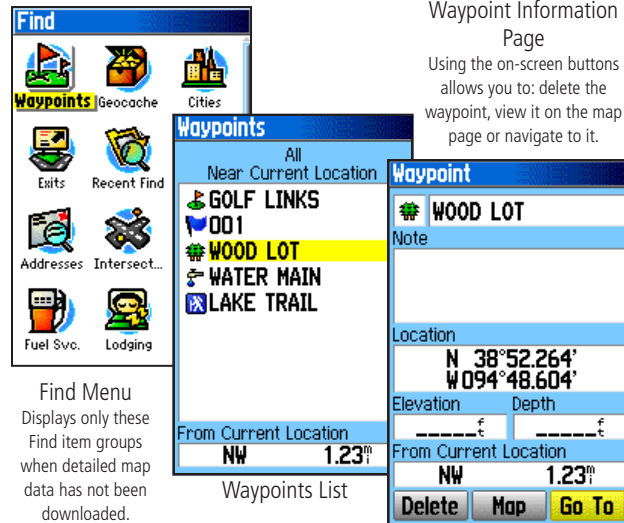 Find
Waypoints
Geocache
Cities
Exits
Recent Find
Addresses
Intersect...
Fuel Svc.
Lodging
Find Menu
Displays only these
Find item groups
when detailed map
data has not been
downloaded.
Waypoints
All
Near Current Location
GOLF LINKS
001
WOOD LOT
WATER MAIN
LAKE TRAIL
From Current Location
NW 1.23mi
Waypoints List
Waypoint Information
Page
Using the on-screen buttons
allows you to: delete the
waypoint, view it on the map
page or navigate to it.
Waypoint
WOOD LOT
Note
Location
N 38°52.264'
W094°48.604'
Elevation Depth
_____ft _____ft
From Current Location
NW 1.23mi
Delete Map Go To